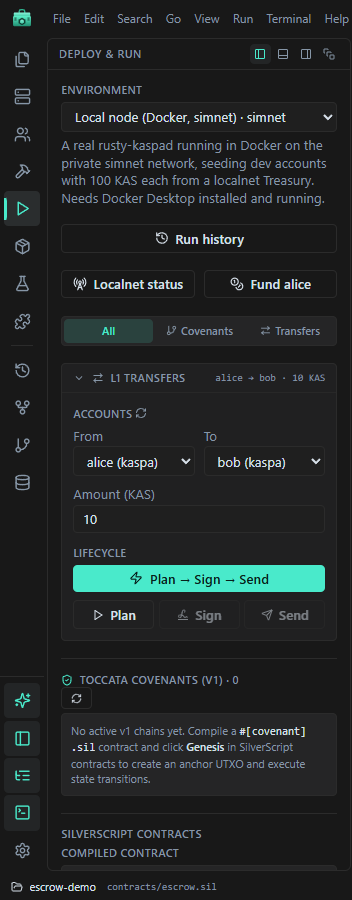 File Edit Search Go View Run Terminal Help
DEPLOY & RUN
ENVIRONMENT
Local node (Docker, simnet) · simnet
A real rusty-kaspad running in Docker on the
private simnet network, seeding dev accounts
with 100 KAS each from a localnet Treasury.
Needs Docker Desktop installed and running.
Run history
Localnet status Fund alice
All Covenants Transfers
L1 TRANSFERS alice → bob · 10 KAS
ACCOUNTS
From To
alice (kaspa) bob (kaspa)
Amount (KAS)
10
LIFECYCLE
Plan → Sign → Send
Plan Sign Send
TOCCATA COVENANTS (V1) · 0
No active v1 chains yet. Compile a #[covenant]
.sil contract and click Genesis in SilverScript
contracts to create an anchor UTXO and execute
state transitions.
SILVERSCRIPT CONTRACTS
COMPILED CONTRACT
escrow-demo contracts/escrow.sil